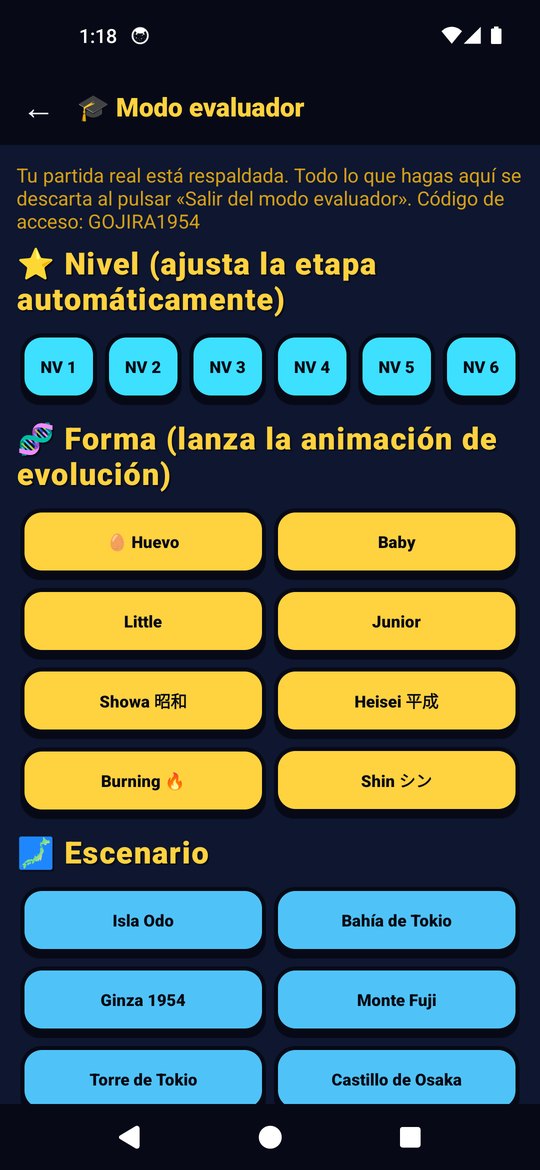 1:18
← 🎓 Modo evaluador
Tu partida real está respaldada. Todo lo que hagas aquí se
descarta al pulsar «Salir del modo evaluador». Código de
acceso: GOJIRA1954
⭐ Nivel (ajusta la etapa
automáticamente)
NV 1 NV 2 NV 3 NV 4 NV 5 NV 6
🧬 Forma (lanza la animación de
evolución)
🥚 Huevo Baby
Little Junior
Showa 昭和 Heisei 平成
Burning 🔥 Shin シン
🗾 Escenario
Isla Odo Bahía de Tokio
Ginza 1954 Monte Fuji
Torre de Tokio Castillo de Osaka